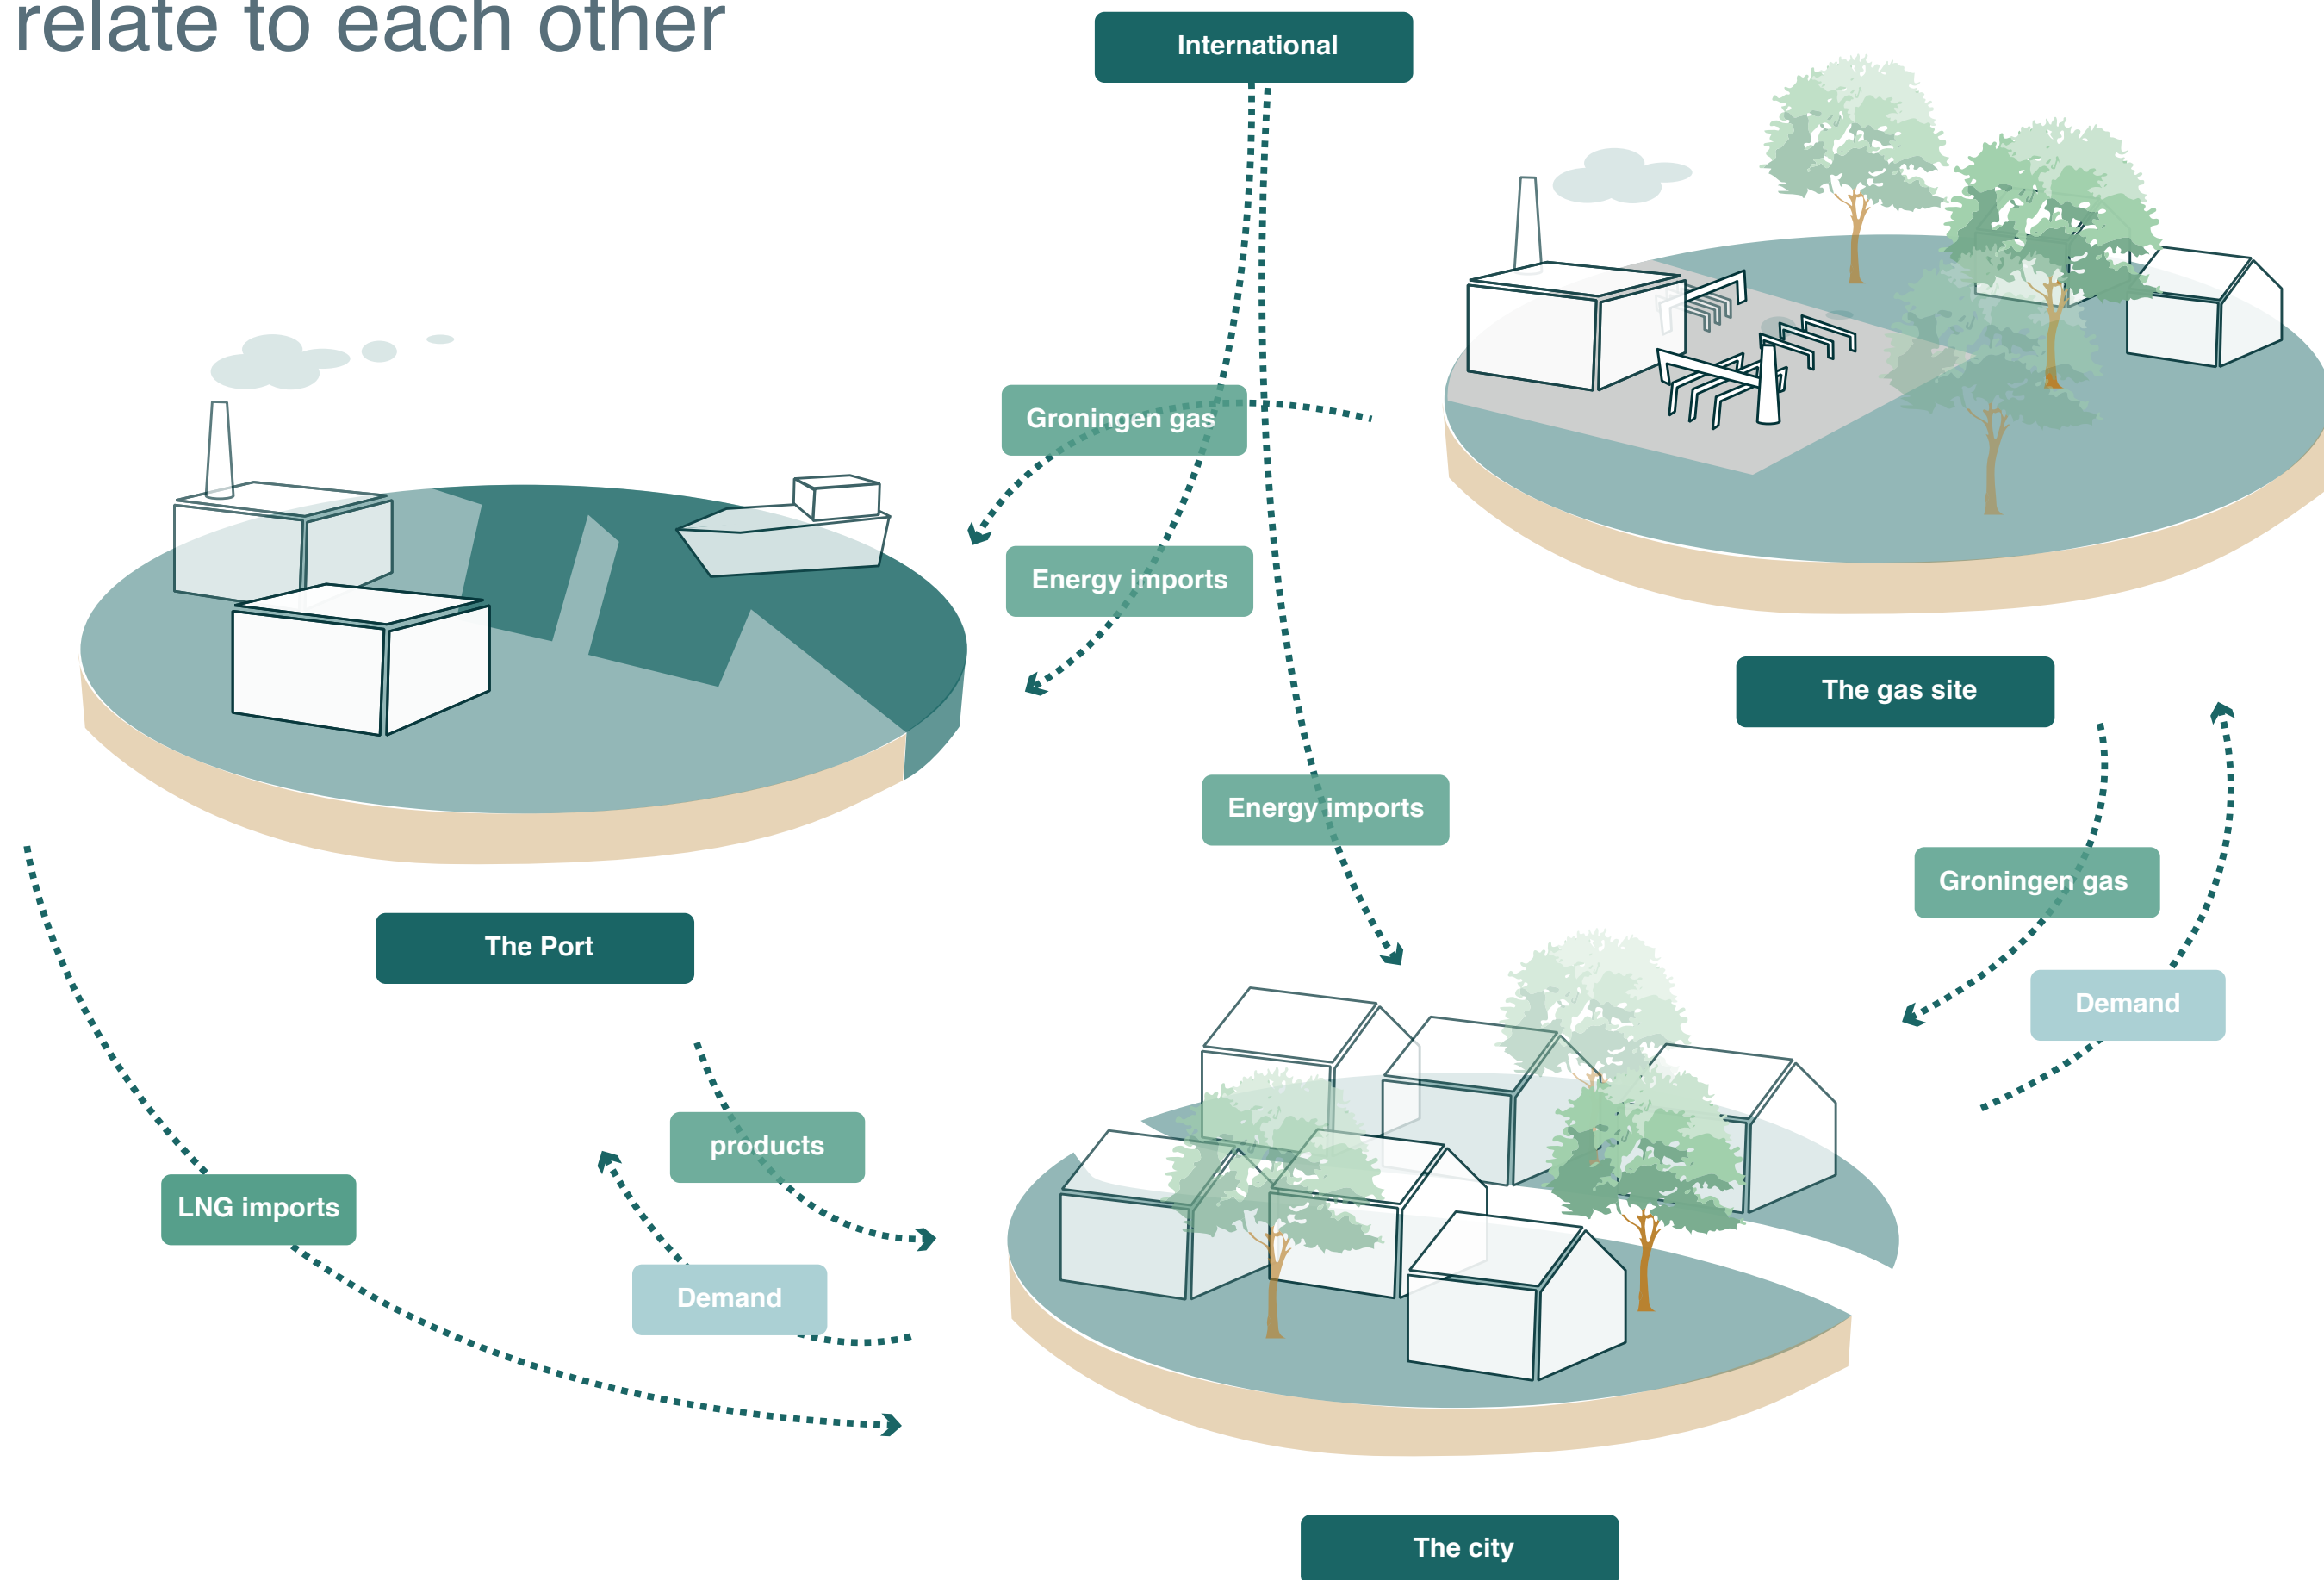 relate to each other
International
Groningen gas
Energy imports
The gas site
Energy imports
Groningen gas
The Port
Demand
products
LNG imports
Demand
The city